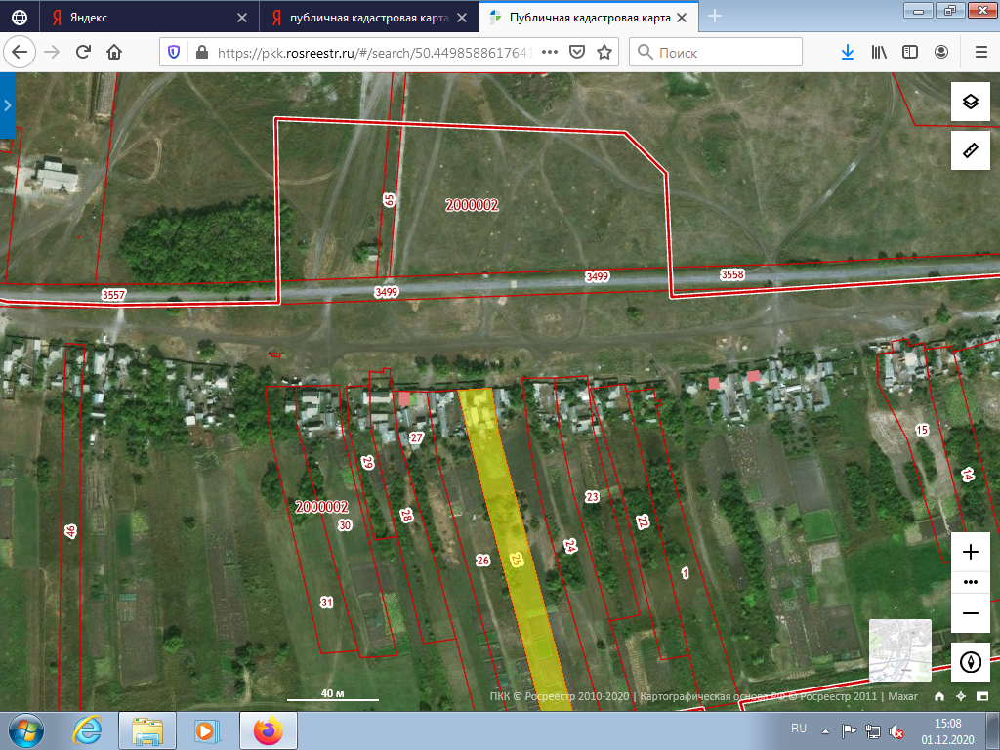 Яндекс
публичная кадастровая карта
Публичная кадастровая карта
https://pkk.rosreestr.ru/#/search/50.4498588617641
Поиск
65
2000002
3557
3499
3499
3558
27
29
15
14
2000002
30
28
23
22
24
46
26
25
1
31
40 м
ПКК © Росреестр 2010-2020 | Картографическая основа РФ © Росреестр 2011 | Maxar
RU
15:08
01.12.2020